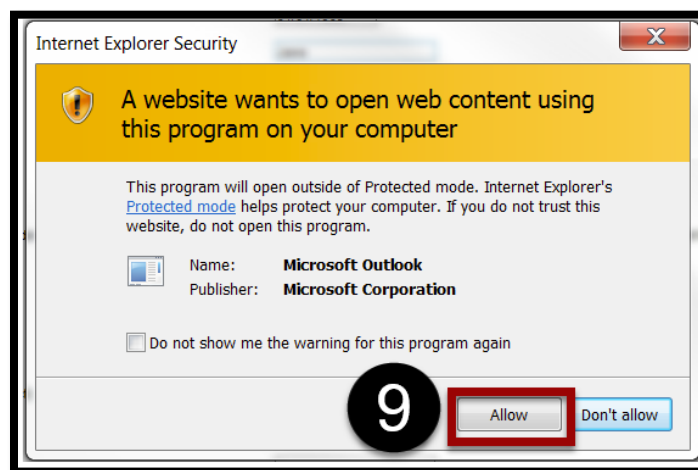 Internet Explorer Security
X
A website wants to open web content using
this program on your computer
This program will open outside of Protected mode. Internet Explorer's
Protected mode helps protect your computer. If you do not trust this
website, do not open this program.
Name: Microsoft Outlook
Publisher: Microsoft Corporation
Do not show me the warning for this program again
9
Allow Don't allow